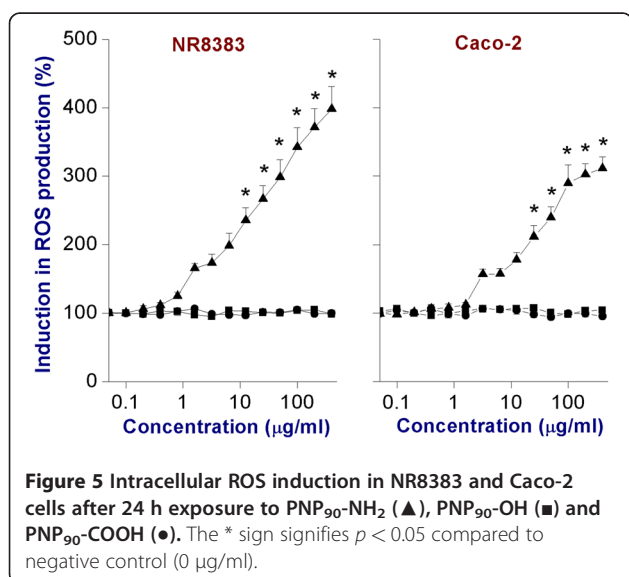 NR8383 Caco-2
500
400
300
200
100
0
Induction in ROS production (%)
* * * * * *
* * * * *
0.1 1 10 100 0.1 1 10 100
Concentration (µg/ml) Concentration (µg/ml)
Figure 5 Intracellular ROS induction in NR8383 and Caco-2
cells after 24 h exposure to PNP₉₀-NH₂ (▲), PNP₉₀-OH (■) and
PNP₉₀-COOH (●). The * sign signifies p < 0.05 compared to
negative control (0 µg/ml).